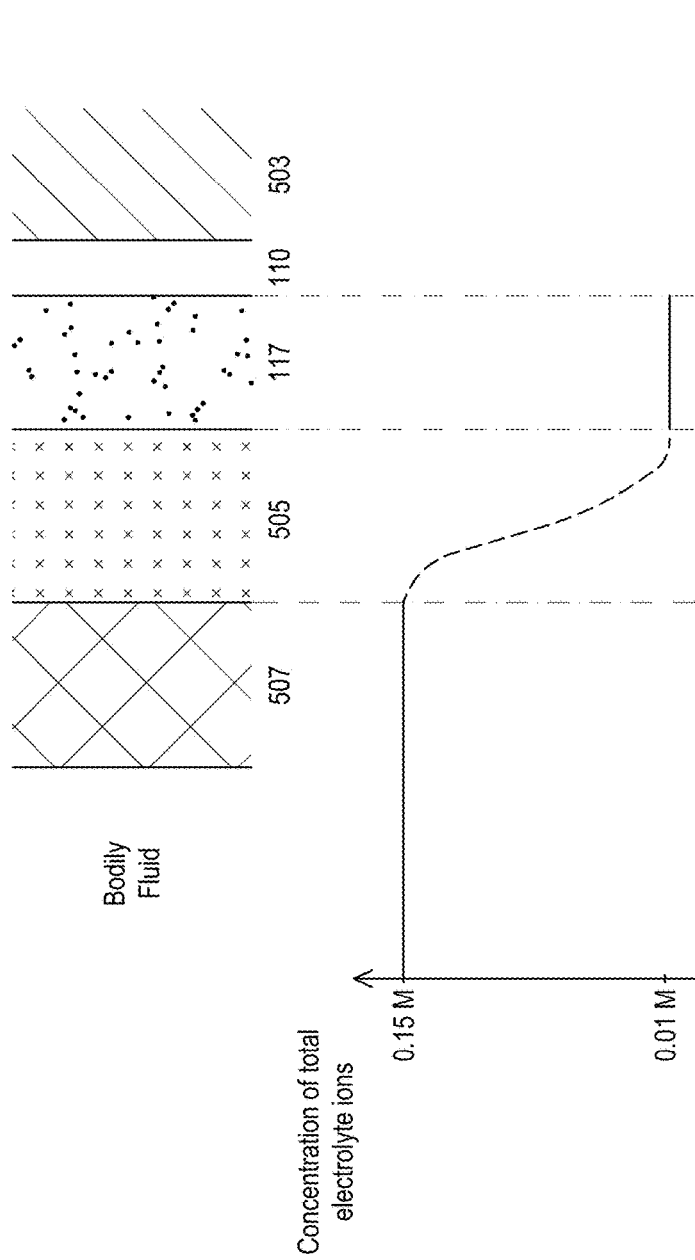 Bodily
Fluid
507
505
117
110
503
Concentration of total
electrolyte ions
0.15 M
0.01 M